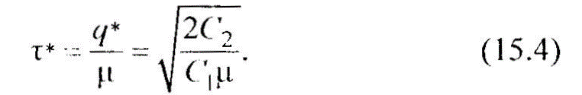 τ* = q*/μ = √(2C₂/C₁μ). (15.4)